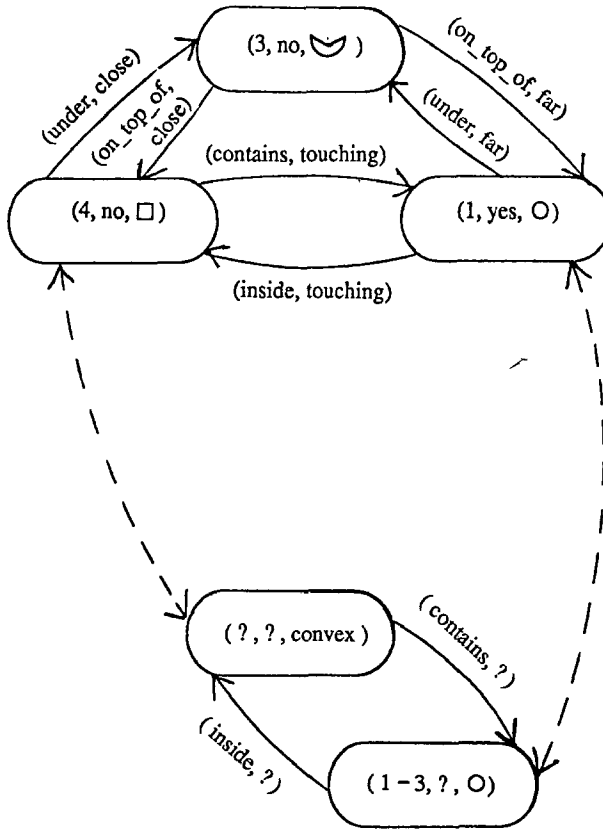 (3, no, )
(under, close)
(on_top_of,
close)
(on_top_of, far)
(under, far)
(contains, touching)
(4, no, □)
(1, yes, O)
(inside, touching)
( ? , ? , convex )
( contains, ? )
( inside, ? )
( 1 – 3, ? , O )